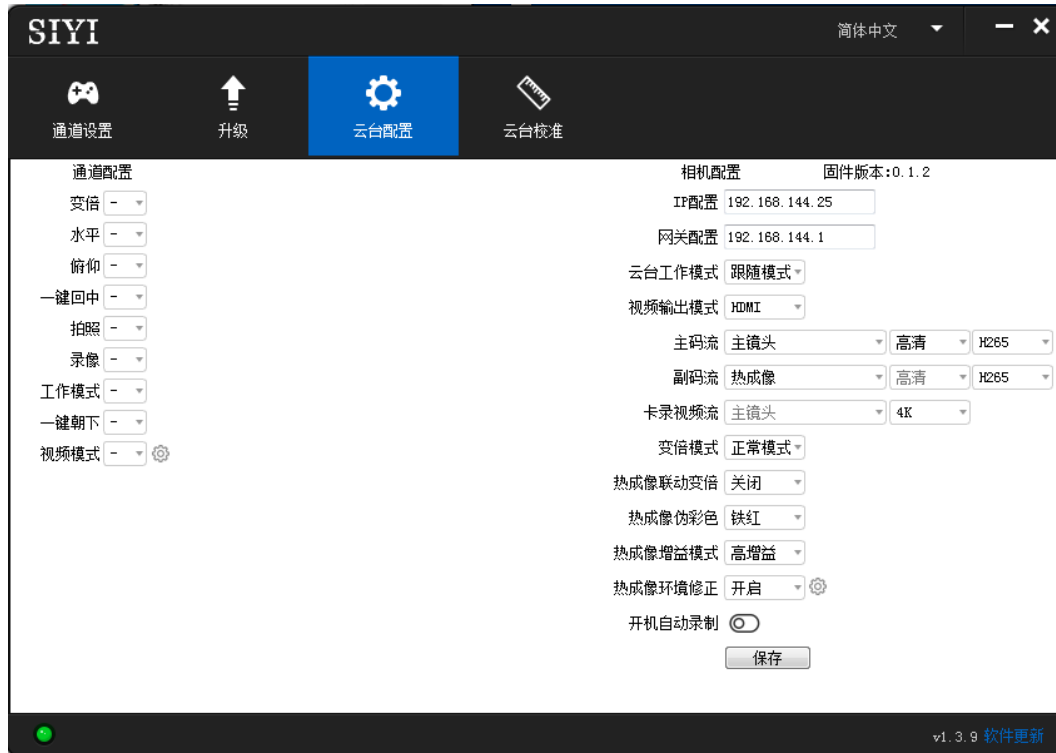 SIYI
简体中文
通道设置 升级 云台配置 云台校准
通道配置
变倍 -
水平 -
俯仰 -
一键回中 -
拍照 -
录像 -
工作模式 -
一键朝下 -
视频模式 -
相机配置 固件版本:0.1.2
IP配置 192.168.144.25
网关配置 192.168.144.1
云台工作模式 跟随模式
视频输出模式 HDMI
主码流 主镜头 高清 H265
副码流 热成像 高清 H265
卡录视频流 主镜头 4K
变倍模式 正常模式
热成像联动变倍 关闭
热成像伪彩色 铁红
热成像增益模式 高增益
热成像环境修正 开启
开机自动录制
保存
v1.3.9 软件更新